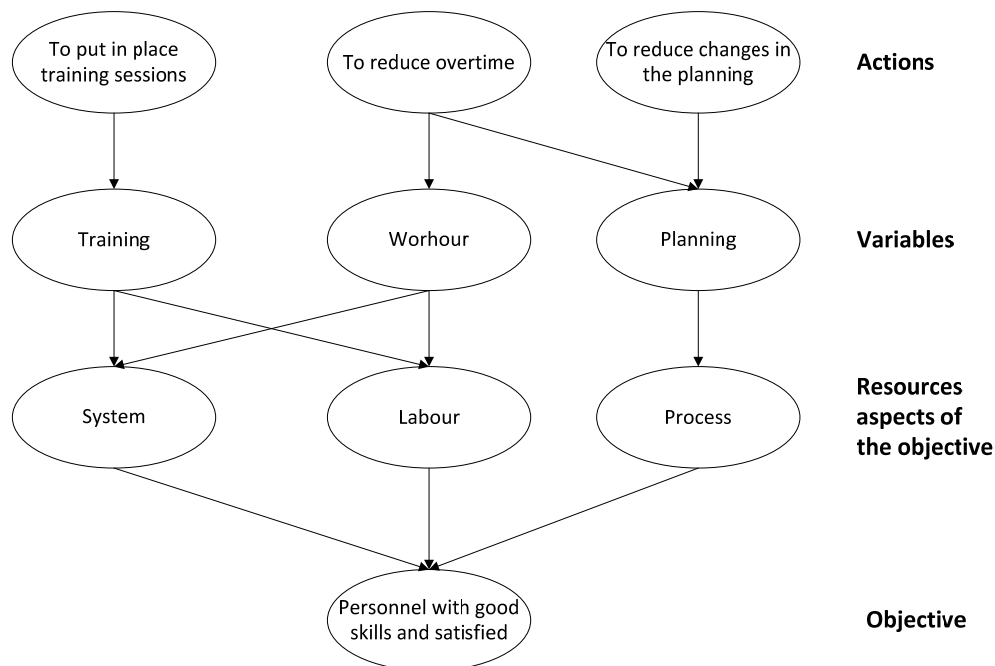 To put in place
training sessions
To reduce overtime
To reduce changes in
the planning
Actions
Training
Worhour
Planning
Variables
System
Labour
Process
Resources
aspects of
the objective
Personnel with good
skills and satisfied
Objective